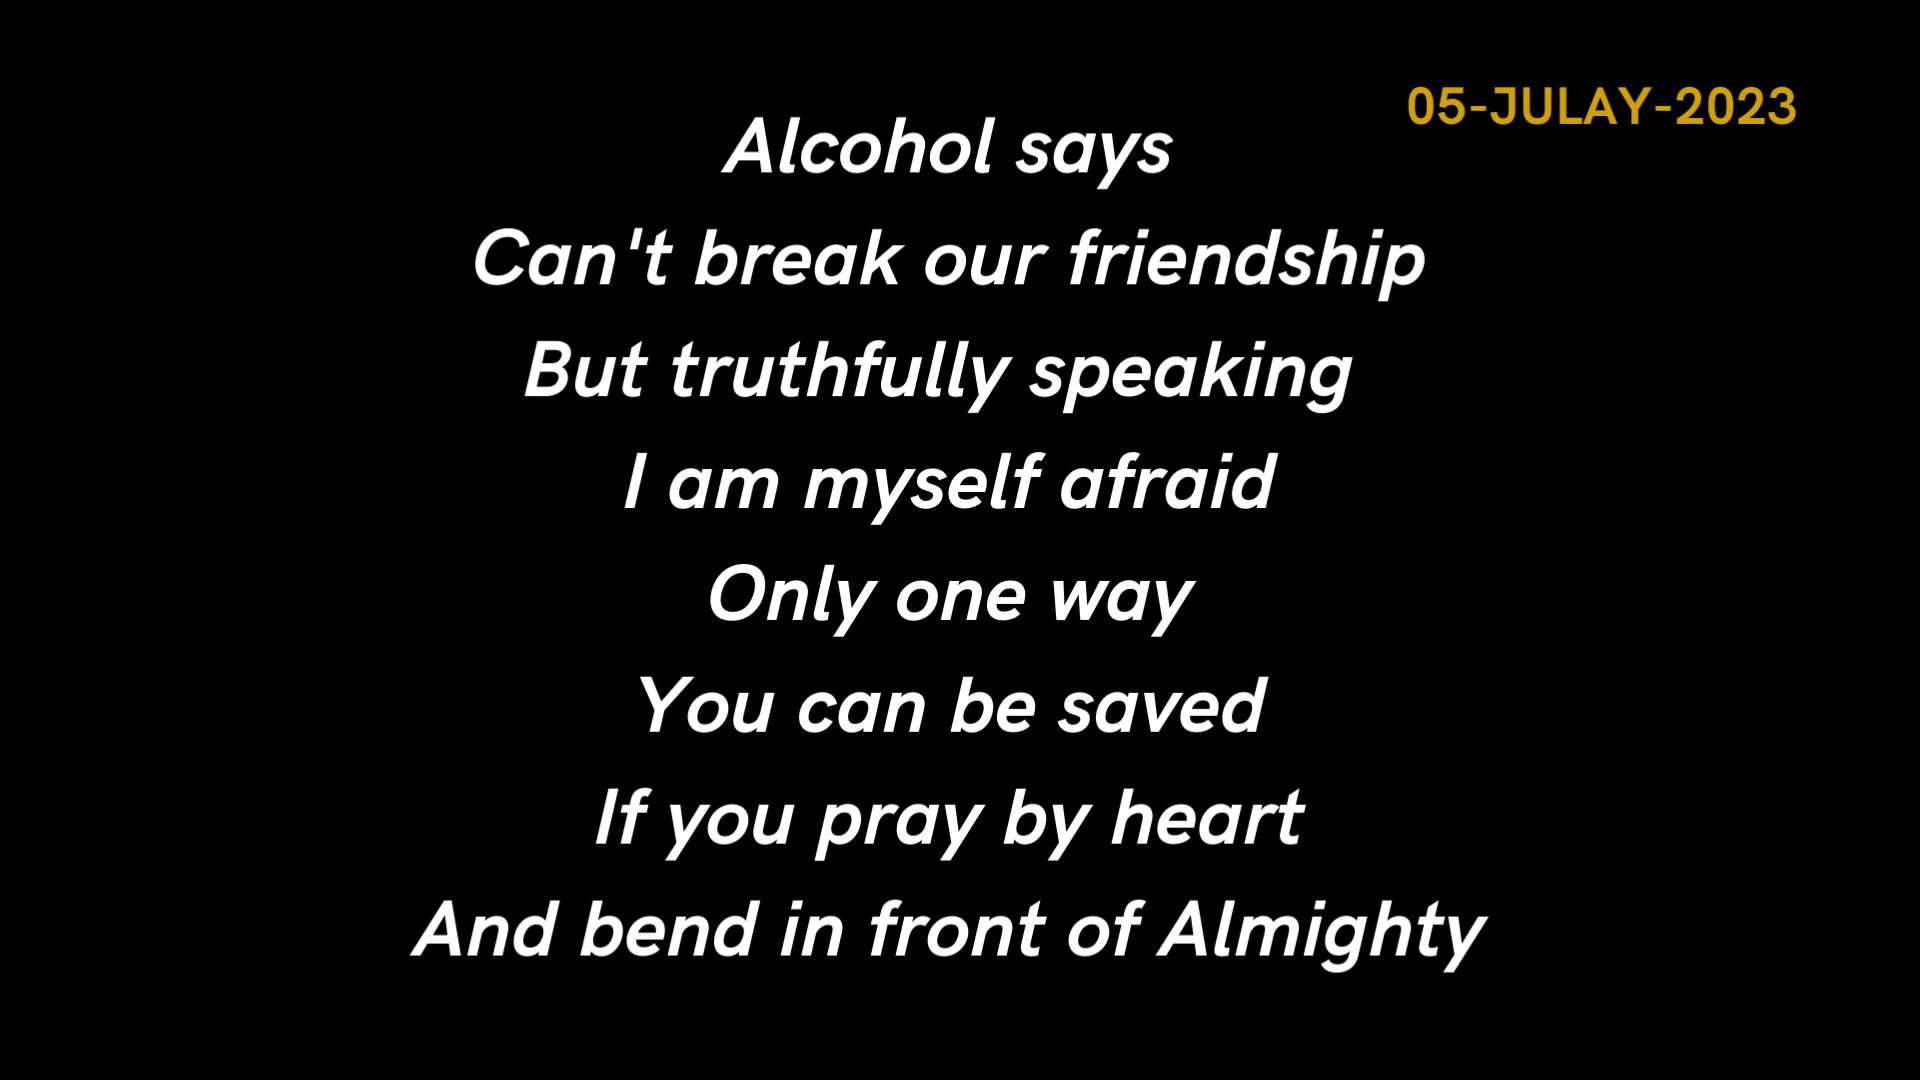 05-JULAY-2023
Alcohol says
Can't break our friendship
But truthfully speaking
I am myself afraid
Only one way
You can be saved
If you pray by heart
And bend in front of Almighty